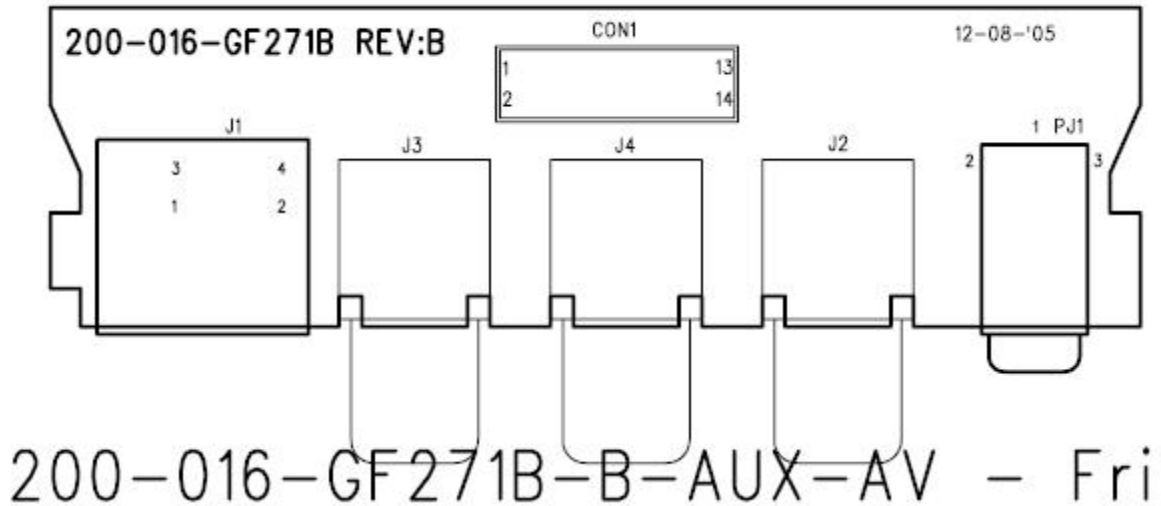 200-016-GF271B REV:B
CON1
12-08-'05
1
13
2
14
J1
J3
J4
J2
1 PJ1
3
4
2
3
1
2
200-016-GF271B-B-AUX-AV - Fri